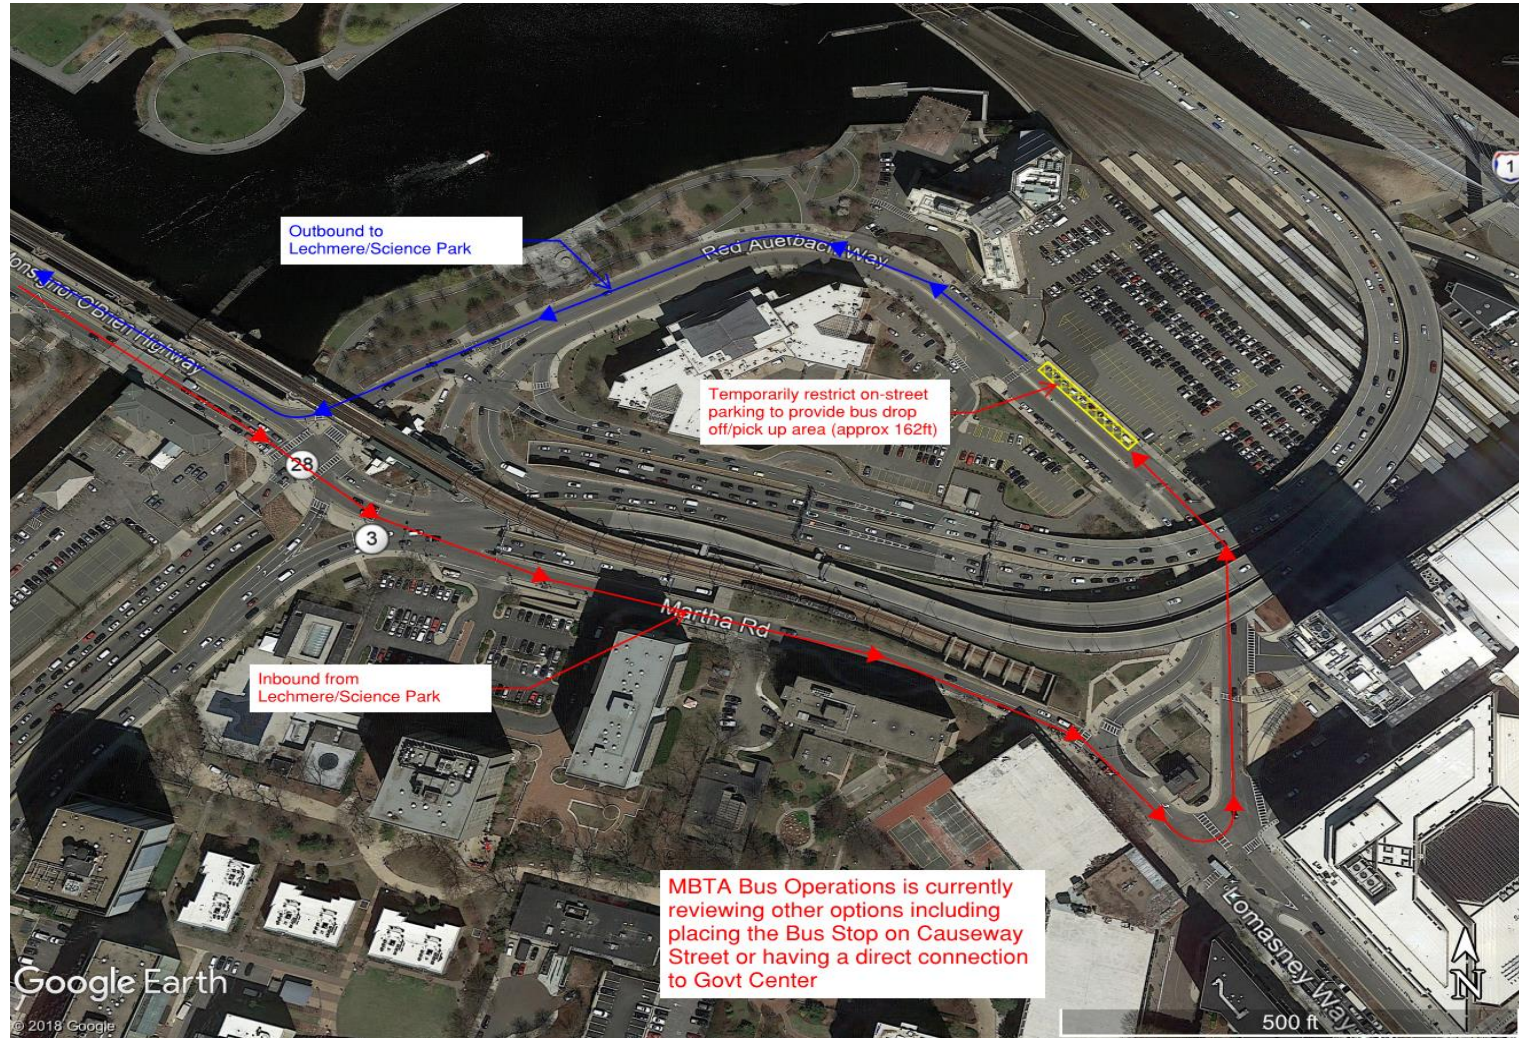 1
Outbound to
Lechmere/Science Park
Red Auerbach Way
Monsignor O'Brien Highway
Temporarily restrict on-street
parking to provide bus drop
off/pick up area (approx 162ft)
28
3
Martha Rd
Inbound from
Lechmere/Science Park
MBTA Bus Operations is currently
reviewing other options including
placing the Bus Stop on Causeway
Street or having a direct connection
to Govt Center
Lomasney Way
N
Google Earth
© 2018 Google
500 ft